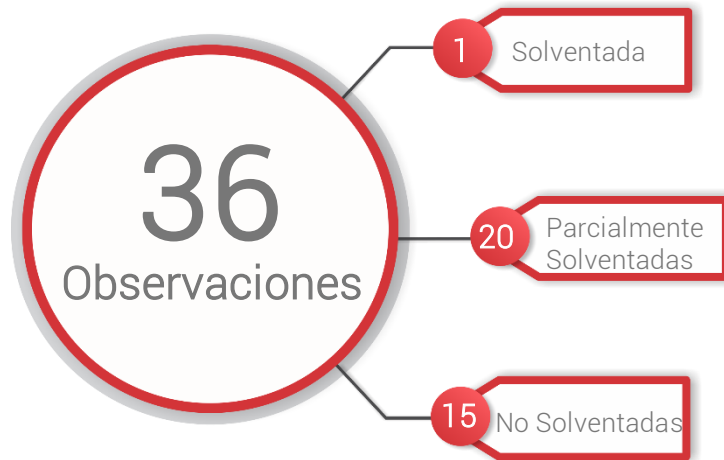 36
Observaciones
1
Solventada
20
Parcialmente
Solventadas
15
No Solventadas